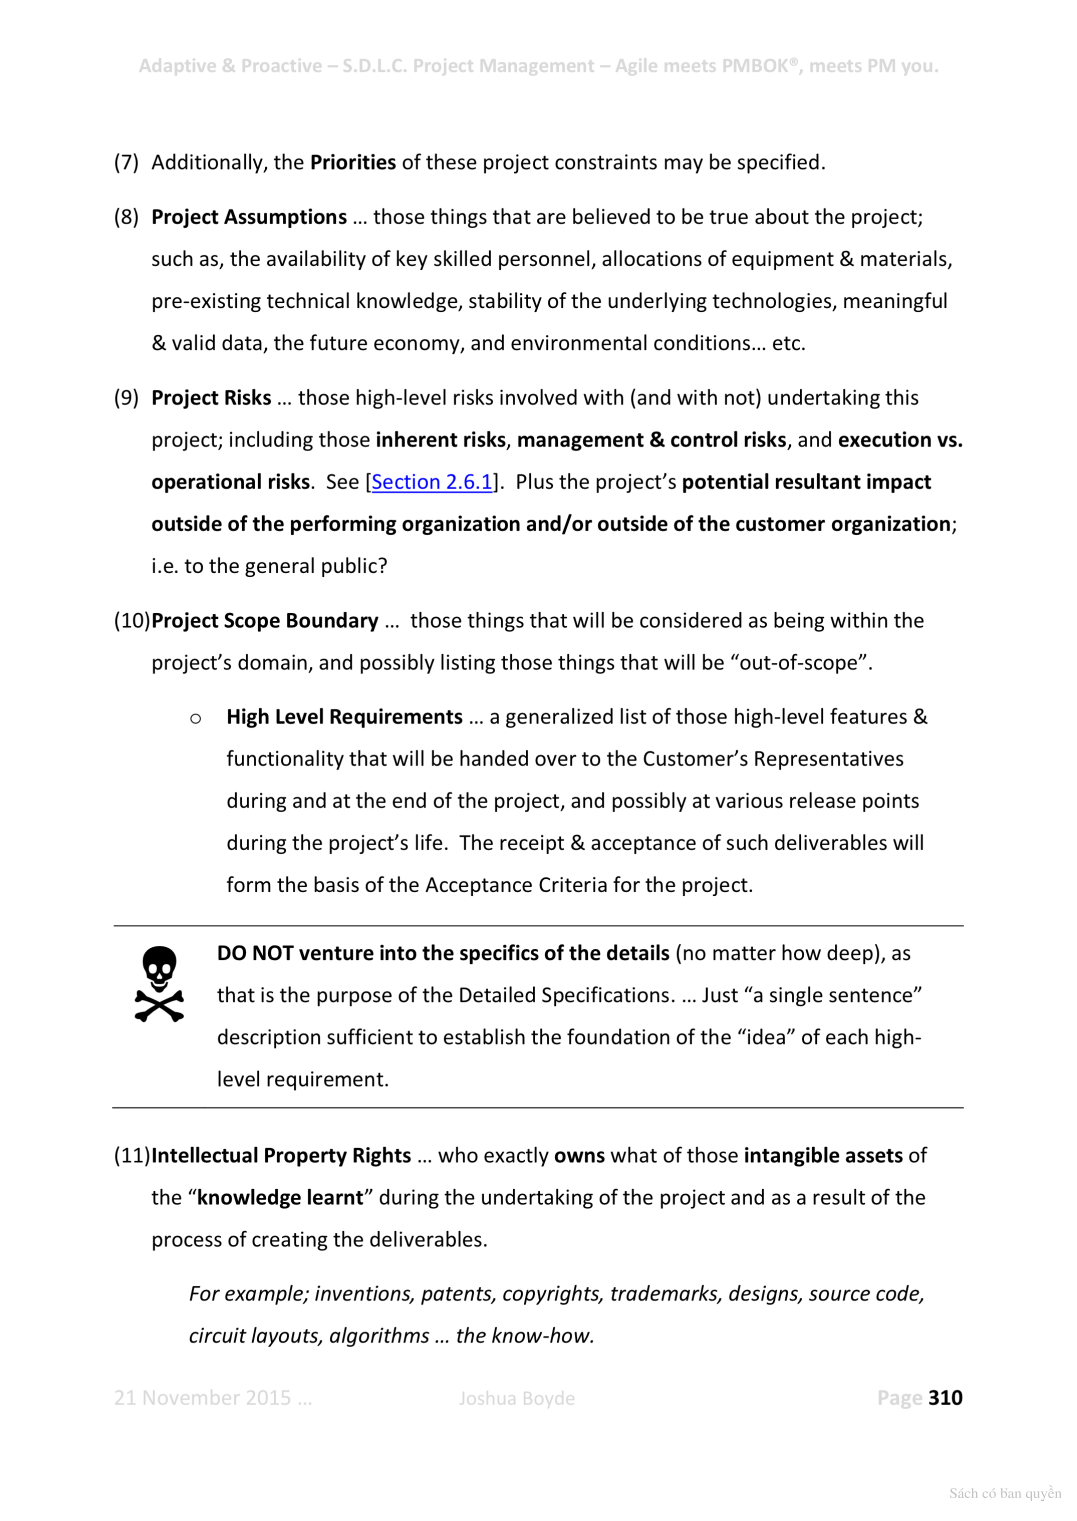 Adaptive & Proactive – S.D.L.C. Project Management – Agile meets PMBOK®, meets PM you.
(7) Additionally, the Priorities of these project constraints may be specified.
(8) Project Assumptions … those things that are believed to be true about the project;
such as, the availability of key skilled personnel, allocations of equipment & materials,
pre-existing technical knowledge, stability of the underlying technologies, meaningful
& valid data, the future economy, and environmental conditions… etc.
(9) Project Risks … those high-level risks involved with (and with not) undertaking this
project; including those inherent risks, management & control risks, and execution vs.
operational risks.  See [Section 2.6.1].  Plus the project’s potential resultant impact
outside of the performing organization and/or outside of the customer organization;
i.e. to the general public?
(10)Project Scope Boundary …  those things that will be considered as being within the
project’s domain, and possibly listing those things that will be “out-of-scope”.
o High Level Requirements … a generalized list of those high-level features &
functionality that will be handed over to the Customer’s Representatives
during and at the end of the project, and possibly at various release points
during the project’s life.  The receipt & acceptance of such deliverables will
form the basis of the Acceptance Criteria for the project.
DO NOT venture into the specifics of the details (no matter how deep), as
that is the purpose of the Detailed Specifications. … Just “a single sentence”
description sufficient to establish the foundation of the “idea” of each high-
level requirement.
(11)Intellectual Property Rights … who exactly owns what of those intangible assets of
the “knowledge learnt” during the undertaking of the project and as a result of the
process of creating the deliverables.
For example; inventions, patents, copyrights, trademarks, designs, source code,
circuit layouts, algorithms … the know-how.
21 November 2015 … Joshua Boyde Page 310
Sách có bản quyền